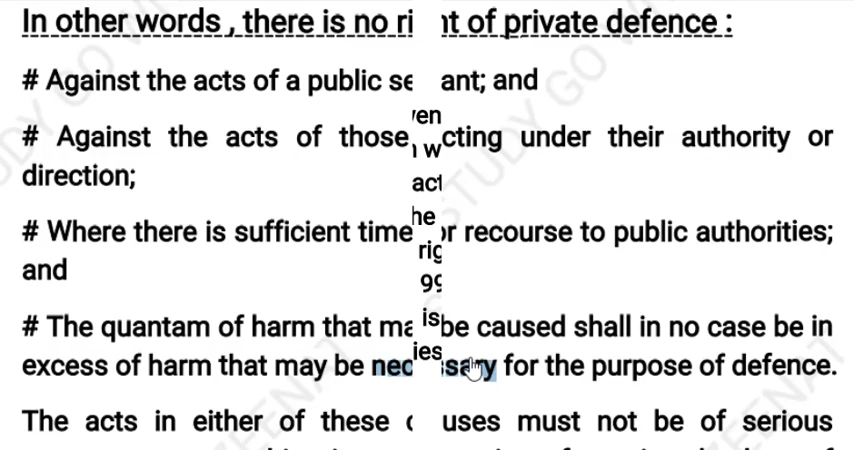 In other words , there is no ri ht of private defence :
# Against the acts of a public se ant; and
# Against the acts of those, cting under their authority or
direction;
# Where there is sufficient time or recourse to public authorities;
and
# The quantam of harm that ma be caused shall in no case be in
excess of harm that may be nec ssary for the purpose of defence.
The acts in either of these c uses must not be of serious